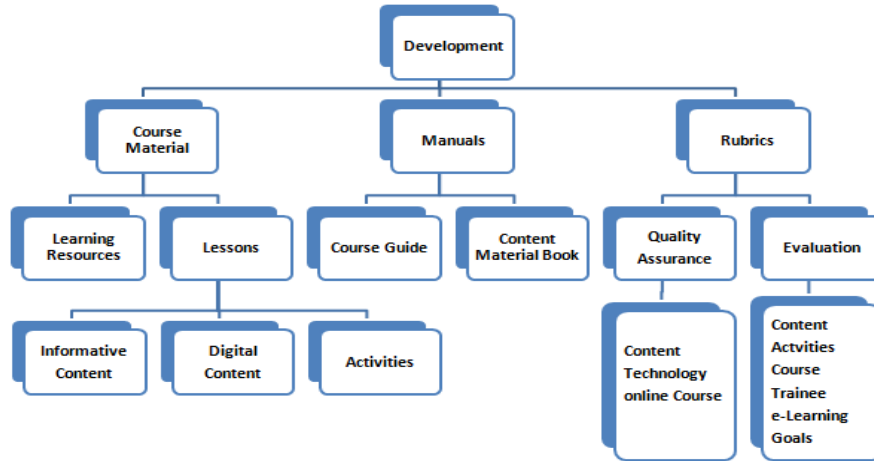 Development
Course
Material
Manuals
Rubrics
Learning
Resources
Lessons
Course Guide
Content
Material Book
Quality
Assurance
Evaluation
Informative
Content
Digital
Content
Activities
Content
Technology
online Course
Content
Actvities
Course
Trainee
e-Learning
Goals